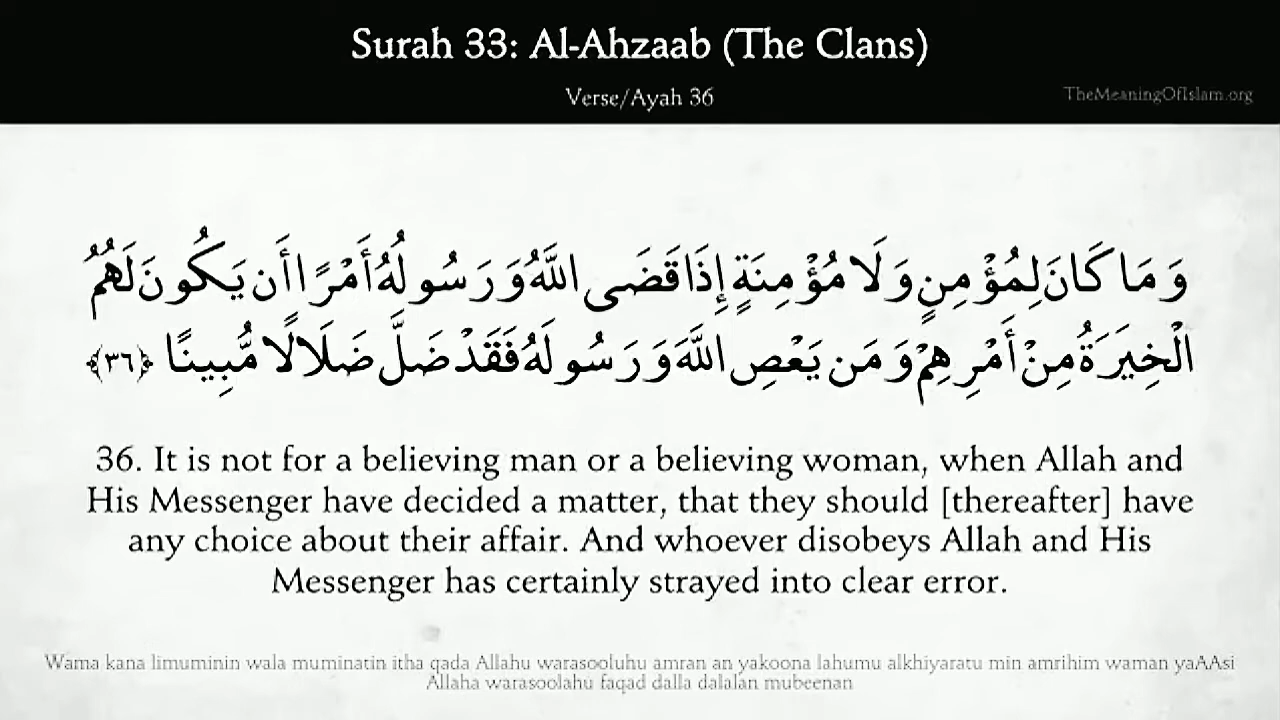 Surah 33: Al-Ahzaab (The Clans)
Verse/Ayah 36
TheMeaningOfIslam.org
وَمَا كَانَ لِمُؤْمِنٍ وَلَا مُؤْمِنَةٍ إِذَا قَضَى اللَّهُ وَرَسُولُهُ أَمْرًا أَن يَكُونَ لَهُمُ
الْخِيَرَةُ مِنْ أَمْرِهِمْ وَمَن يَعْصِ اللَّهَ وَرَسُولَهُ فَقَدْ ضَلَّ ضَلَالًا مُّبِينًا ﴿٣٦﴾
36. It is not for a believing man or a believing woman, when Allah and
His Messenger have decided a matter, that they should [thereafter] have
any choice about their affair. And whoever disobeys Allah and His
Messenger has certainly strayed into clear error.
Wama kana limuminin wala muminatin itha qada Allahu warasooluhu amran an yakoona lahumu alkhiyaratu min amrihim waman yaAAsi
Allaha warasoolahu faqad dalla dalalan mubeenan